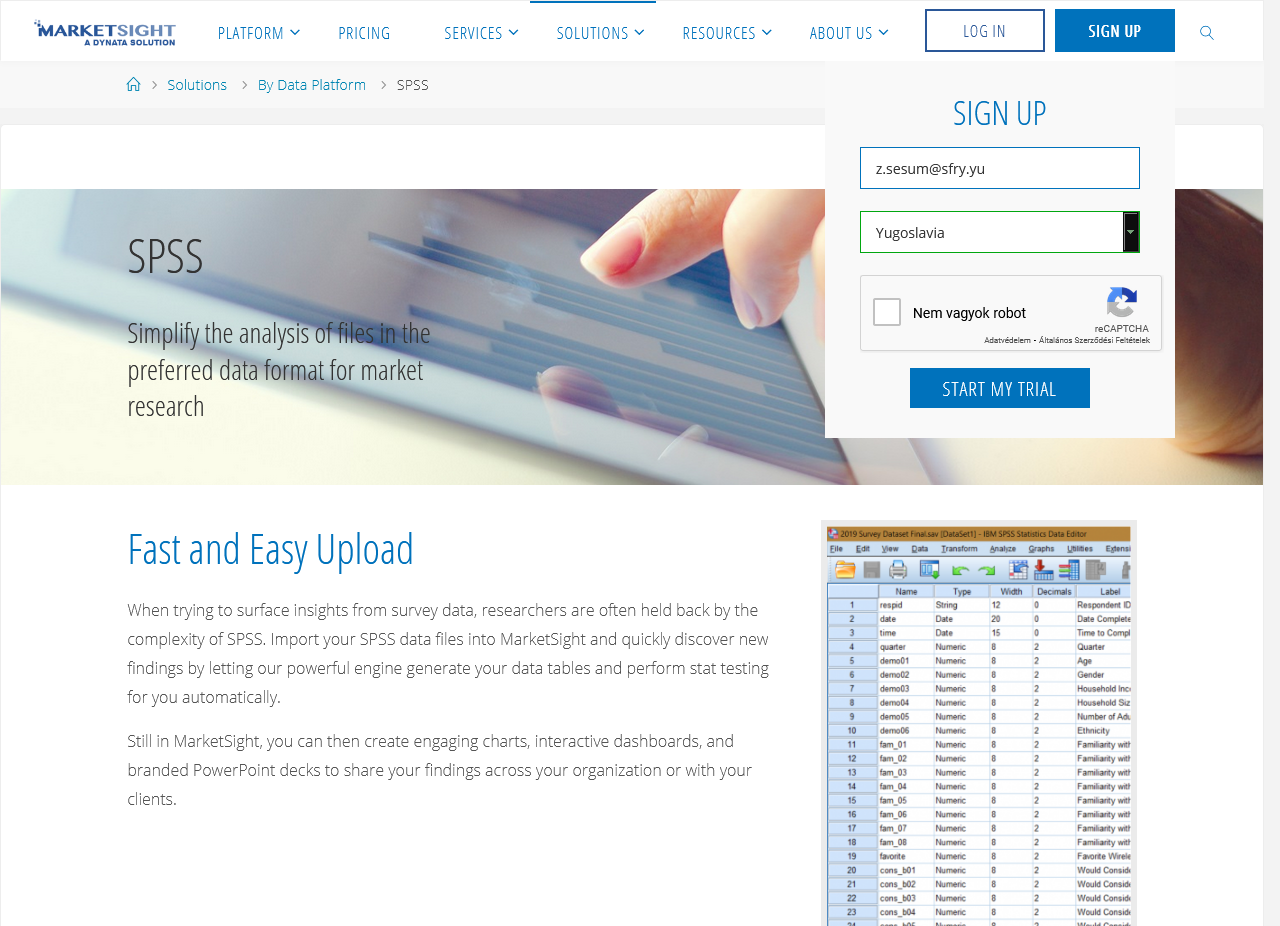 MARKETSIGHT
A DYNATA SOLUTION
PLATFORM
PRICING
SERVICES
SOLUTIONS
RESOURCES
ABOUT US
LOG IN
SIGN UP
Solutions
By Data Platform
SPSS
SIGN UP
z.sesum@sfry.yu
Yugoslavia
Nem vagyok robot
reCAPTCHA
Adatvédelem - Általános Szerződési Feltételek
START MY TRIAL
SPSS
Simplify the analysis of files in the
preferred data format for market
research
Fast and Easy Upload
When trying to surface insights from survey data, researchers are often held back by the
complexity of SPSS. Import your SPSS data files into MarketSight and quickly discover new
findings by letting our powerful engine generate your data tables and perform stat testing
for you automatically.
Still in MarketSight, you can then create engaging charts, interactive dashboards, and
branded PowerPoint decks to share your findings across your organization or with your
clients.
2019 Survey Dataset Final.sav [DataSet1] - IBM SPSS Statistics Data Editor
File Edit View Data Transform Analyze Graphs Utilities Extensi
Name Type Width Decimals Label
1 respid String 12 0 Respondent ID
2 date Date 20 0 Date Complete
3 time Date 15 0 Time to Compl
4 quarter Numeric 8 2 Quarter
5 demo01 Numeric 8 2 Age
6 demo02 Numeric 8 2 Gender
7 demo03 Numeric 8 2 Household Inc
8 demo04 Numeric 8 2 Household Siz
9 demo05 Numeric 8 2 Number of Adu
10 demo06 Numeric 8 2 Ethnicity
11 fam_01 Numeric 8 2 Familiarity with
12 fam_02 Numeric 8 2 Familiarity with
13 fam_03 Numeric 8 2 Familiarity with
14 fam_04 Numeric 8 2 Familiarity with
15 fam_05 Numeric 8 2 Familiarity with
16 fam_06 Numeric 8 2 Familiarity with
17 fam_07 Numeric 8 2 Familiarity with
18 fam_08 Numeric 8 2 Familiarity with
19 favorite Numeric 8 2 Favorite Wirele
20 cons_b01 Numeric 8 2 Would Conside
21 cons_b02 Numeric 8 2 Would Conside
22 cons_b03 Numeric 8 2 Would Conside
23 cons_b04 Numeric 8 2 Would Conside